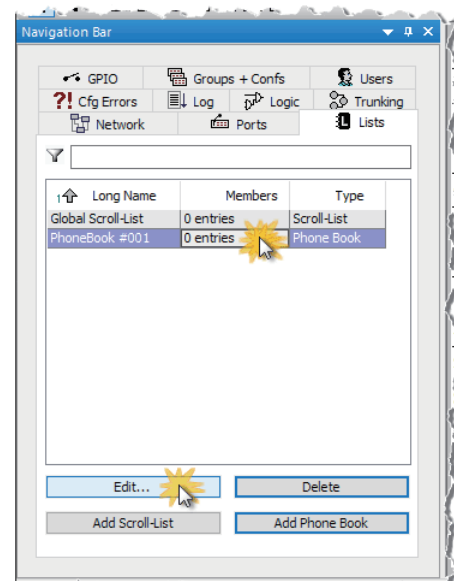 Navigation Bar
GPIO Groups + Confs Users
?! Cfg Errors Log Logic Trunking
Network Ports L Lists
1 Long Name Members Type
Global Scroll-List 0 entries Scroll-List
PhoneBook #001 0 entries Phone Book
Edit... Delete
Add Scroll-List Add Phone Book